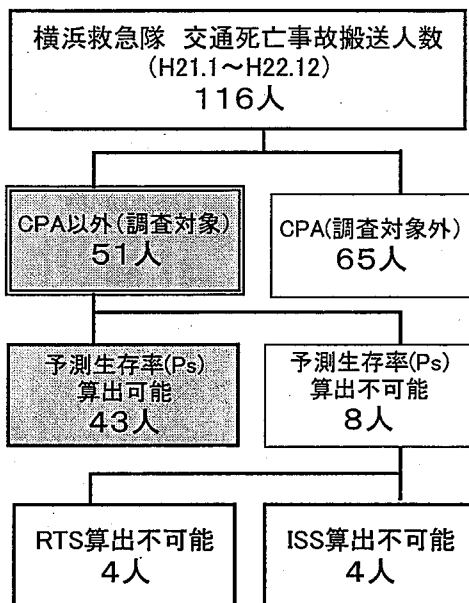 横浜救急隊 交通死亡事故搬送人数
(H21.1～H22.12)
116人
CPA以外(調査対象)
51人
CPA(調査対象外)
65人
予測生存率(Ps)
算出可能
43人
予測生存率(Ps)
算出不可能
8人
RTS算出不可能
4人
ISS算出不可能
4人